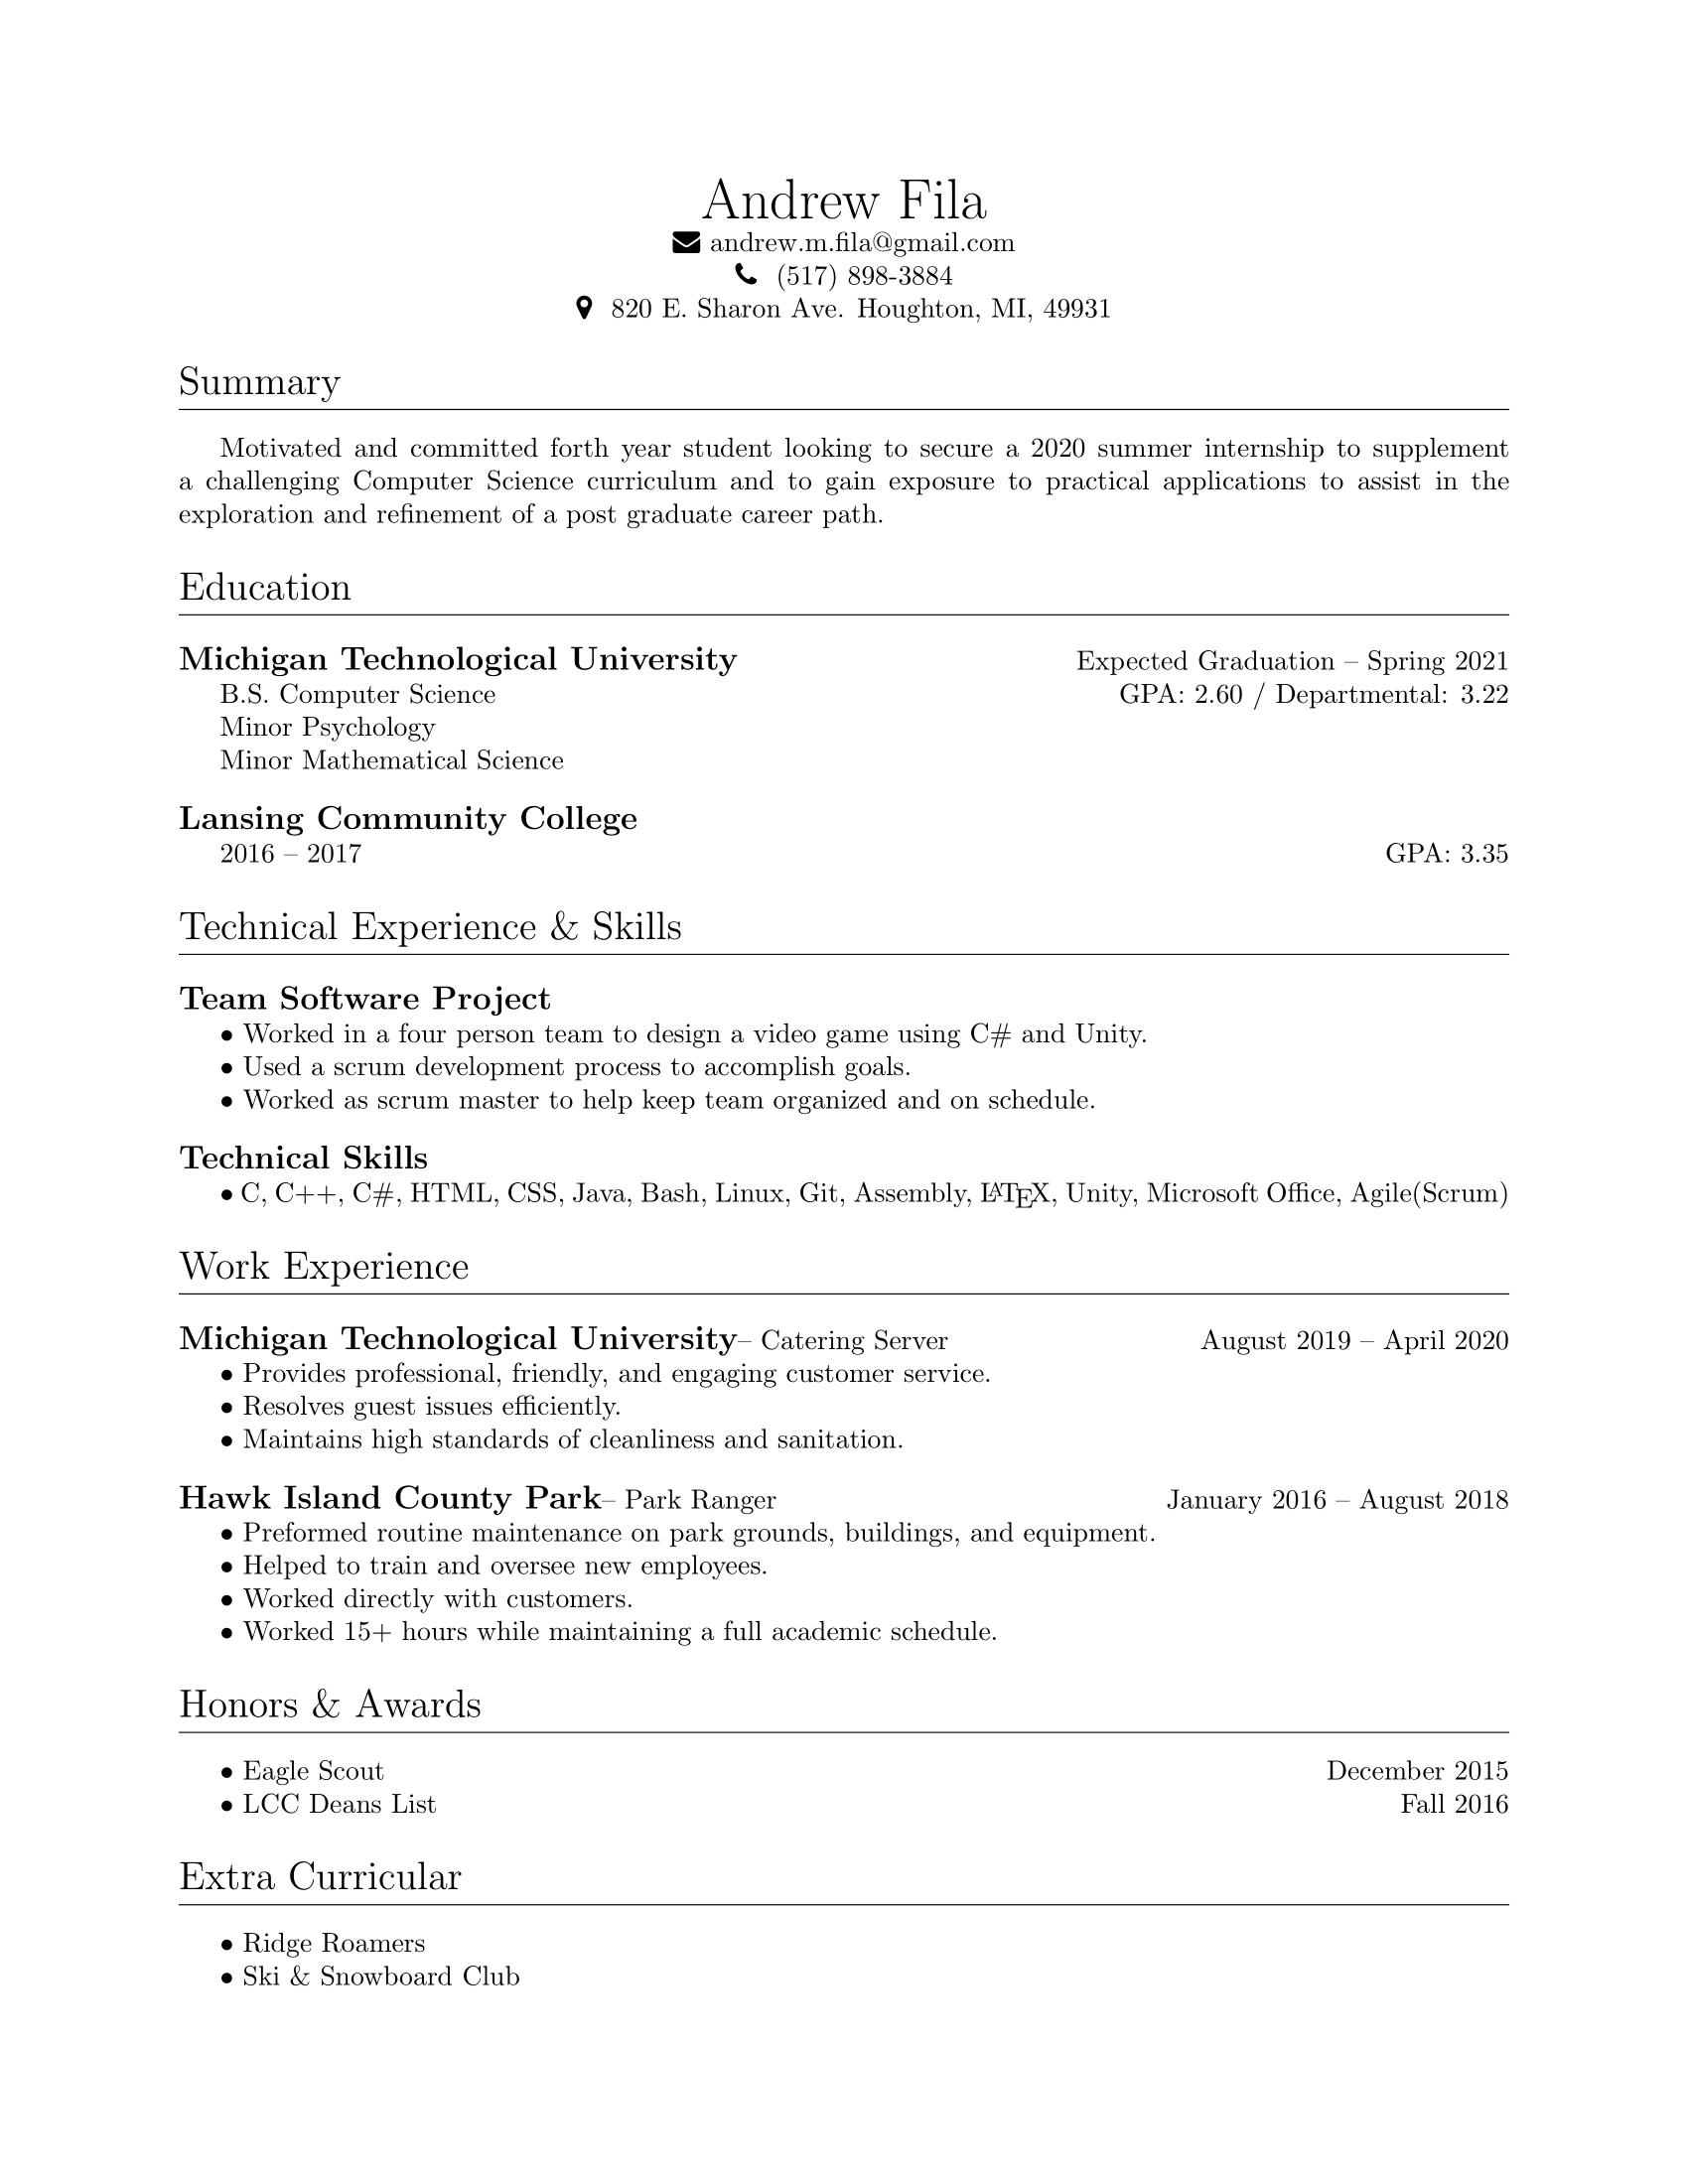 Andrew Fila
andrew.m.fila@gmail.com
(517) 898-3884
820 E. Sharon Ave. Houghton, MI, 49931
Summary
Motivated and committed forth year student looking to secure a 2020 summer internship to supplement
a challenging Computer Science curriculum and to gain exposure to practical applications to assist in the
exploration and refinement of a post graduate career path.
Education
Michigan Technological University Expected Graduation – Spring 2021
B.S. Computer Science GPA: 2.60 / Departmental: 3.22
Minor Psychology
Minor Mathematical Science
Lansing Community College
2016 – 2017 GPA: 3.35
Technical Experience & Skills
Team Software Project
• Worked in a four person team to design a video game using C# and Unity.
• Used a scrum development process to accomplish goals.
• Worked as scrum master to help keep team organized and on schedule.
Technical Skills
• C, C++, C#, HTML, CSS, Java, Bash, Linux, Git, Assembly, LATEX, Unity, Microsoft Office, Agile(Scrum)
Work Experience
Michigan Technological University– Catering Server August 2019 – April 2020
• Provides professional, friendly, and engaging customer service.
• Resolves guest issues efficiently.
• Maintains high standards of cleanliness and sanitation.
Hawk Island County Park– Park Ranger January 2016 – August 2018
• Preformed routine maintenance on park grounds, buildings, and equipment.
• Helped to train and oversee new employees.
• Worked directly with customers.
• Worked 15+ hours while maintaining a full academic schedule.
Honors & Awards
• Eagle Scout December 2015
• LCC Deans List Fall 2016
Extra Curricular
• Ridge Roamers
• Ski & Snowboard Club